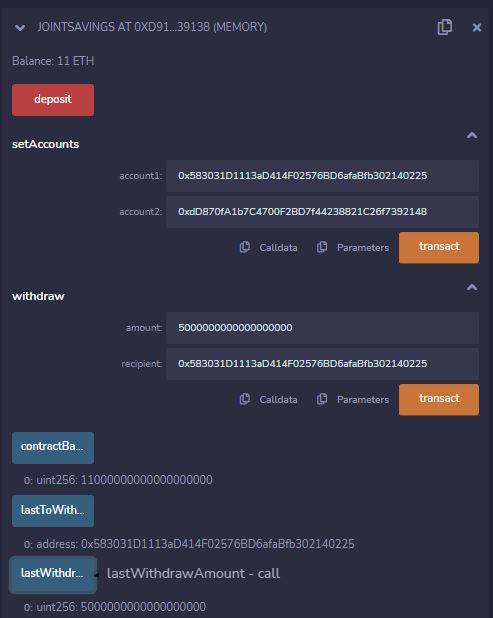 JOINTSAVINGS AT 0XD91...39138 (MEMORY)
Balance: 11 ETH
deposit
setAccounts
account1: 0x583031D1113aD414F02576BD6afaBfb302140225
account2: 0xdD870fA1b7C4700F2BD7f44238821C26f7392148
Calldata Parameters transact
withdraw
amount: 5000000000000000000
recipient: 0x583031D1113aD414F02576BD6afaBfb302140225
Calldata Parameters transact
contractBa...
0: uint256: 11000000000000000000
lastToWith...
0: address: 0x583031D1113aD414F02576BD6afaBfb302140225
lastWithdr... lastWithdrawAmount - call
0: uint256: 5000000000000000000